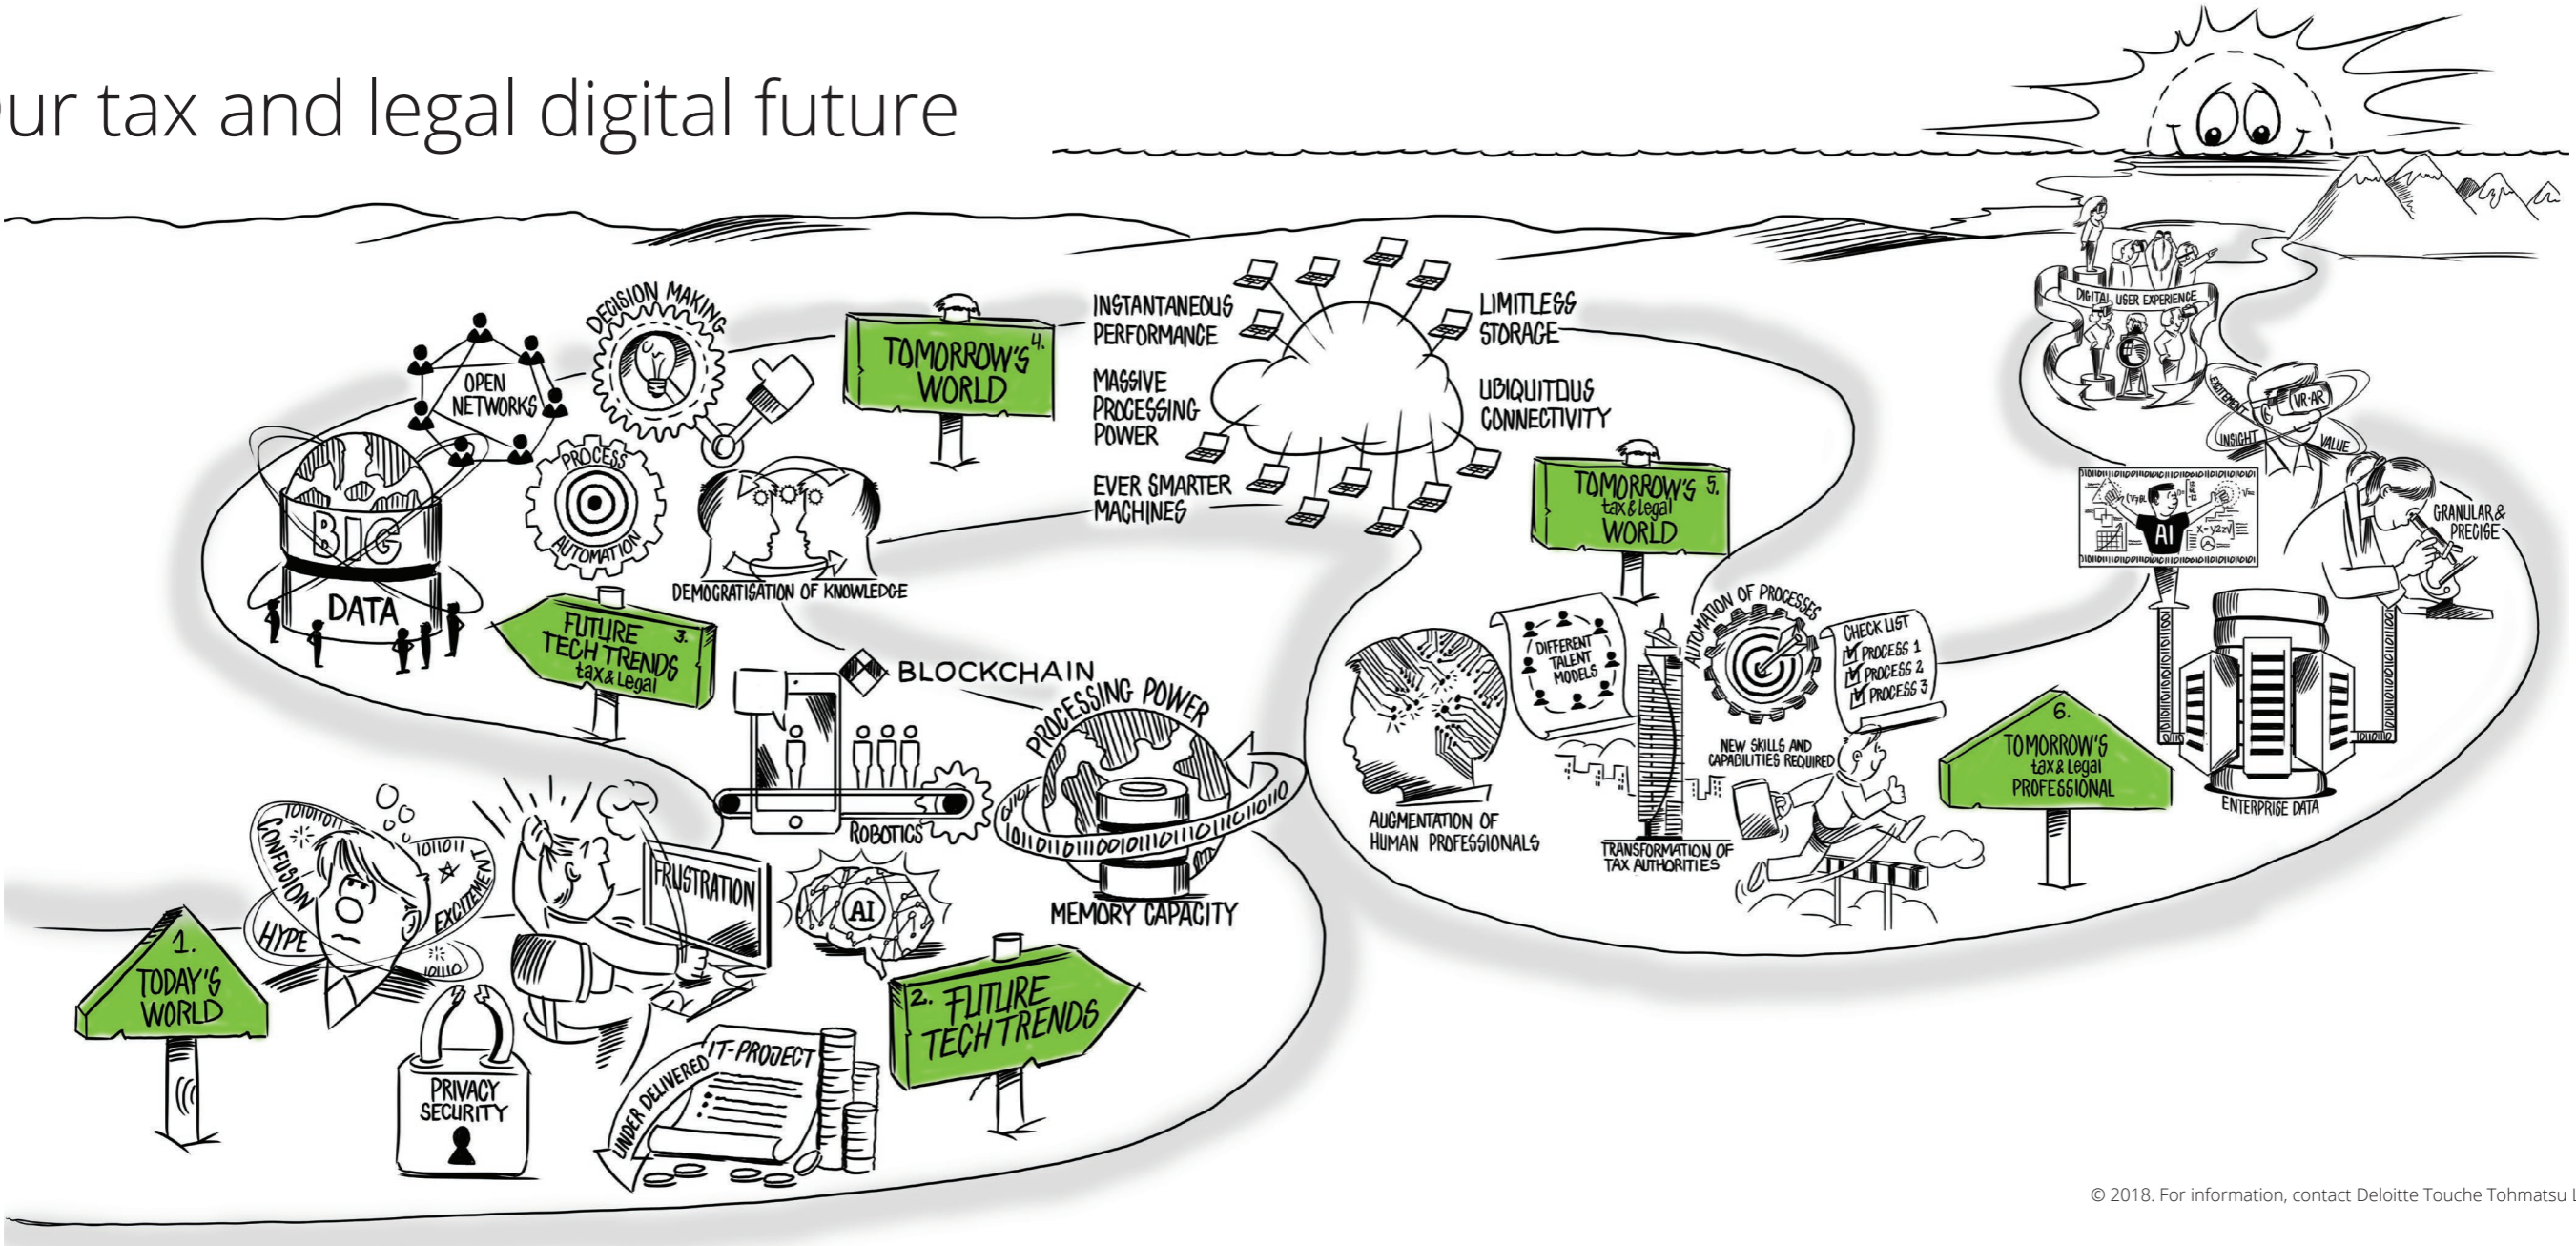 ur tax and legal digital future
1.
TODAY'S
WORLD
CONFUSION
HYPE
EXCITEMENT
1011011
10110
FRUSTRATION
PRIVACY
SECURITY
UNDER DELIVERED
IT-PROJECT
2. FUTURE
TECH TRENDS
AI
ROBOTICS
BLOCKCHAIN
PROCESSING POWER
MEMORY CAPACITY
FUTURE 3.
TECH TRENDS
tax & Legal
BIG
DATA
OPEN
NETWORKS
DECISION MAKING
PROCESS
AUTOMATION
DEMOCRATISATION OF KNOWLEDGE
TOMORROW'S 4.
WORLD
INSTANTANEOUS
PERFORMANCE
MASSIVE
PROCESSING
POWER
EVER SMARTER
MACHINES
LIMITLESS
STORAGE
UBIQUITOUS
CONNECTIVITY
TOMORROW'S 5.
tax & Legal
WORLD
AUGMENTATION OF
HUMAN PROFESSIONALS
DIFFERENT
TALENT
MODELS
TRANSFORMATION OF
TAX AUTHORITIES
AUTOMATION OF PROCESSES
CHECK LIST
PROCESS 1
PROCESS 2
PROCESS 3
NEW SKILLS AND
CAPABILITIES REQUIRED
6.
TOMORROW'S
tax & Legal
PROFESSIONAL
ENTERPRISE DATA
AI
GRANULAR &
PRECISE
VR-AR
EXCITEMENT
INSIGHT
VALUE
DIGITAL USER EXPERIENCE
© 2018. For information, contact Deloitte Touche Tohmatsu